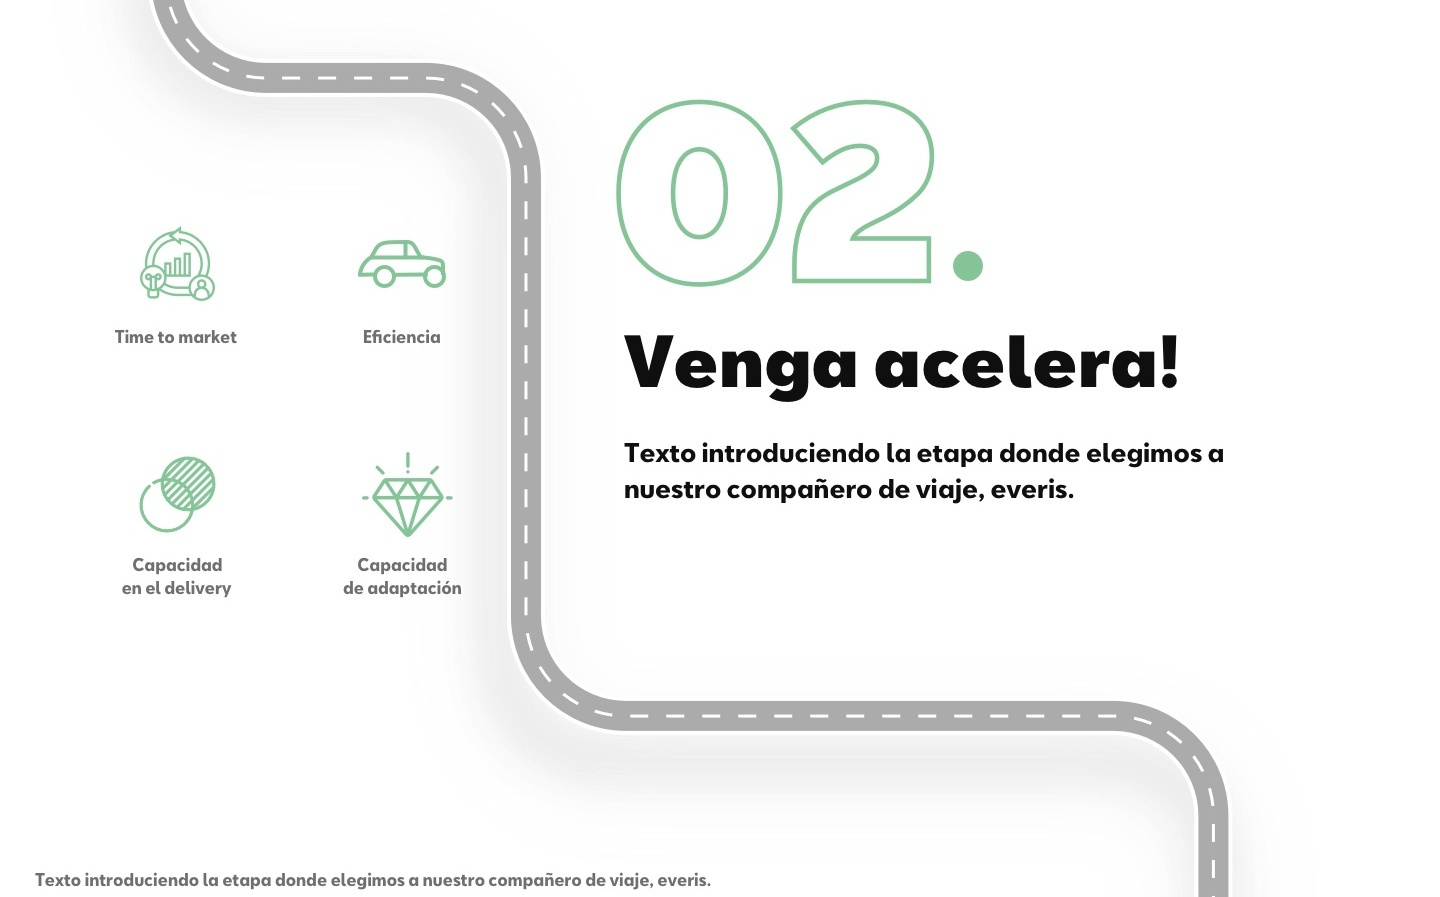 02.
Venga acelera!
Texto introduciendo la etapa donde elegimos a
nuestro compañero de viaje, everis.
Time to market
Eficiencia
Capacidad
en el delivery
Capacidad
de adaptación
Texto introduciendo la etapa donde elegimos a nuestro compañero de viaje, everis.